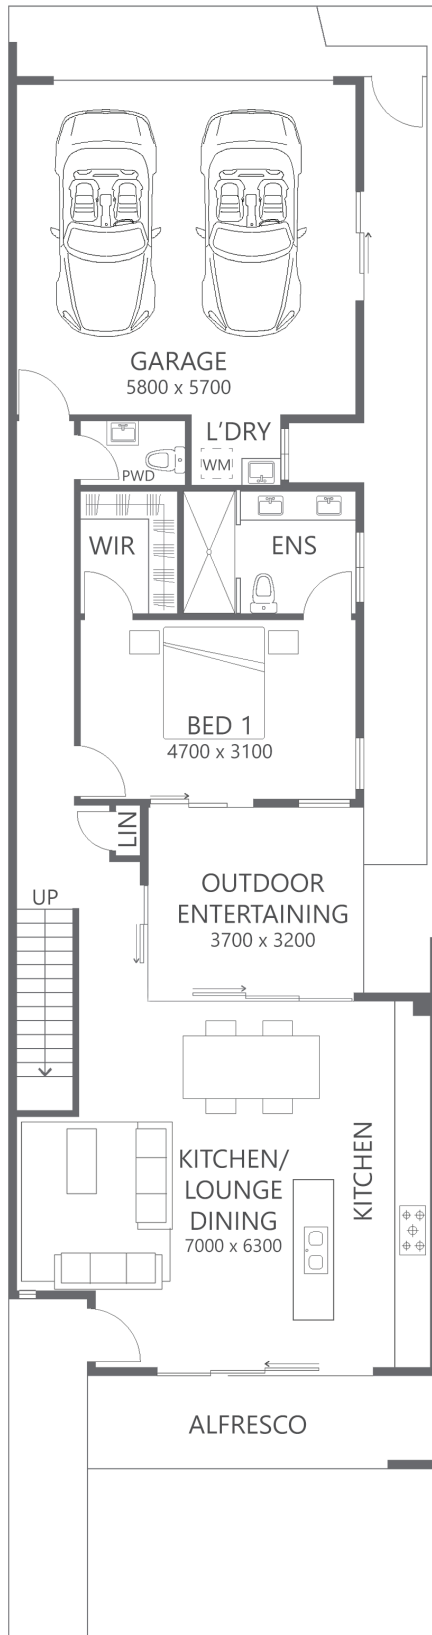 GARAGE
5800 x 5700
L'DRY
WM
PWD
WIR
ENS
BED 1
4700 x 3100
LIN
OUTDOOR
ENTERTAINING
3700 x 3200
UP
KITCHEN/
LOUNGE
DINING
7000 x 6300
KITCHEN
ALFRESCO